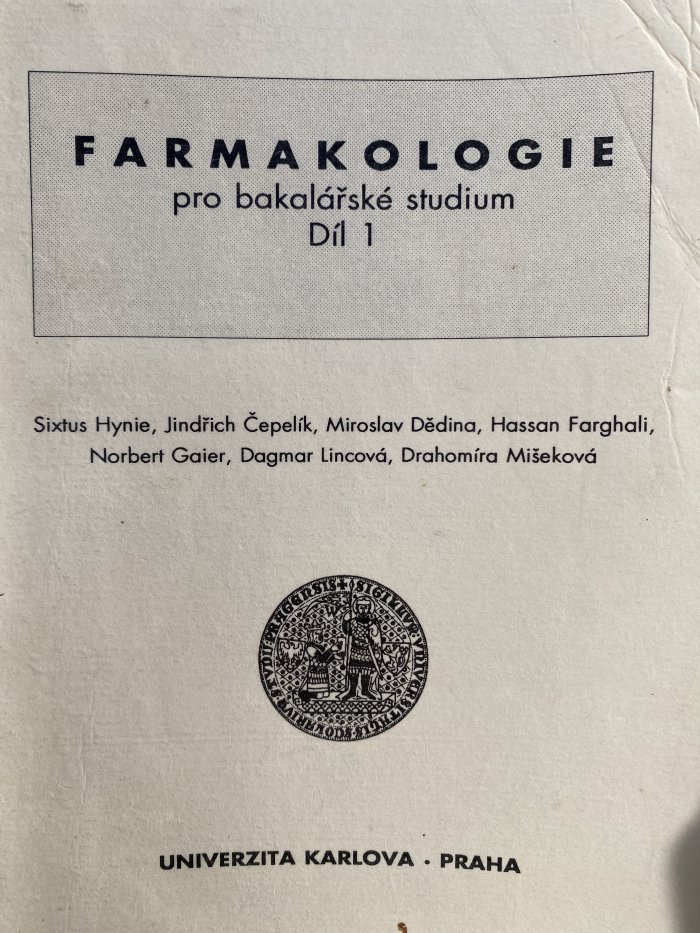 FARMAKOLOGIE
pro bakalářské studium
Díl 1
Sixtus Hynie, Jindřich Čepelík, Miroslav Dědina, Hassan Farghali,
Norbert Gaier, Dagmar Lincová, Drahomíra Mišeková
UNIVERZITA KARLOVA · PRAHA